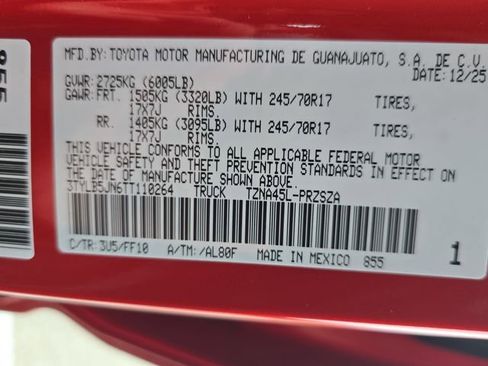 MFD.BY:TOYOTA MOTOR MANUFACTURING DE GUANAJUATO, S.A. DE C.V.
DATE:12/25
GVWR:2725KG (6005LB)
GAWR:FRT. 1505KG (3320LB) WITH 245/70R17 TIRES,
17X7J RIMS.
RR. 1405KG (3095LB) WITH 245/70R17 TIRES,
17X7J RIMS.
THIS VEHICLE CONFORMS TO ALL APPLICABLE FEDERAL MOTOR
VEHICLE SAFETY AND THEFT PREVENTION STANDARDS IN EFFECT ON
THE DATE OF MANUFACTURE SHOWN ABOVE.
3TYLB5JN6TT110264 TRUCK TZNA45L-PRZSZA
C/TR:3U5/FF10 A/TM:/AL80F MADE IN MEXICO 855
1
855